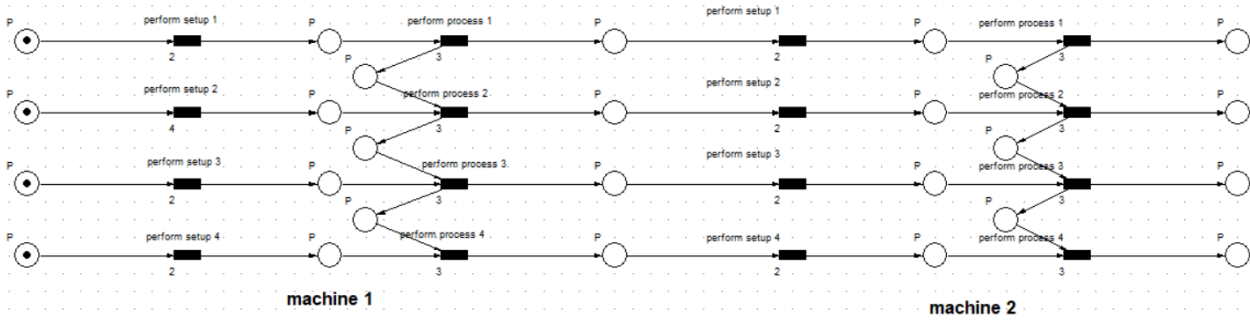 perform setup 1
perform process 1
perform setup 1
perform process 1
P
P
P
P
P
2
3
2
3
P
P
perform setup 2
perform process 2
perform setup 2
perform process 2
P
P
P
P
P
4
3
2
3
P
P
perform setup 3
perform process 3.
perform setup 3
perform process 3
P
P
P
P
P
2
3
2
3
P
P
perform setup 4
perform process 4
perform setup 4
perform process 4
P
P
P
P
P
2
3
2
3
machine 1
machine 2